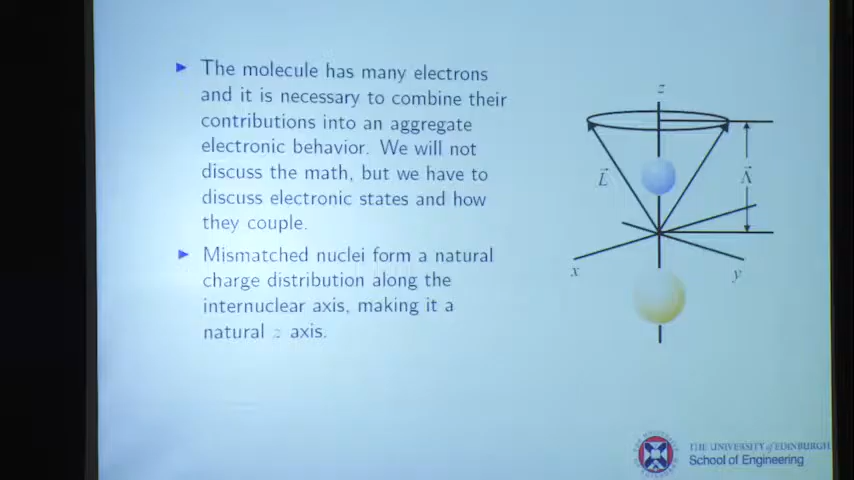 The molecule has many electrons
and it is necessary to combine their
contributions into an aggregate
electronic behavior. We will not
discuss the math, but we have to
discuss electronic states and how
they couple.
Mismatched nuclei form a natural
charge distribution along the
internuclear axis, making it a
natural z axis.
z
L⃗
Λ⃗
x
y
THE UNIVERSITY of EDINBURGH
School of Engineering